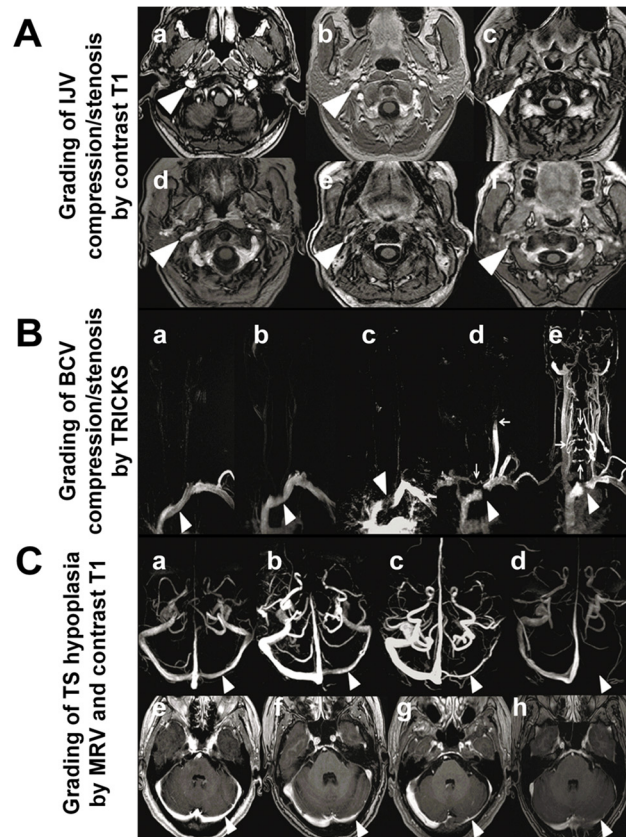 A
Grading of IJV
compression/stenosis
by contrast T1
a b c
d e f
B
Grading of BCV
compression/stenosis
by TRICKS
a b c d e
C
Grading of TS hypoplasia
by MRV and contrast T1
a b c d
e f g h